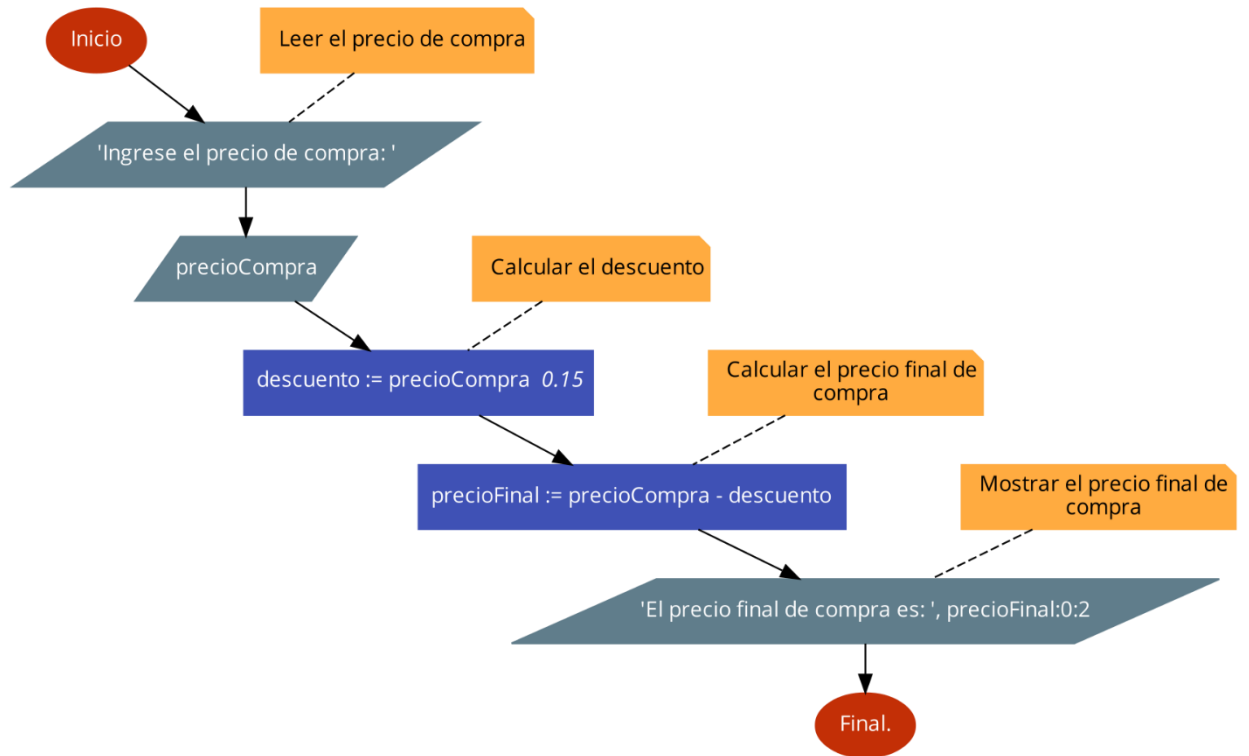 Inicio
Leer el precio de compra
'Ingrese el precio de compra: '
precioCompra
Calcular el descuento
descuento := precioCompra 0.15
Calcular el precio final de
compra
precioFinal := precioCompra - descuento
Mostrar el precio final de
compra
'El precio final de compra es: ', precioFinal:0:2
Final.